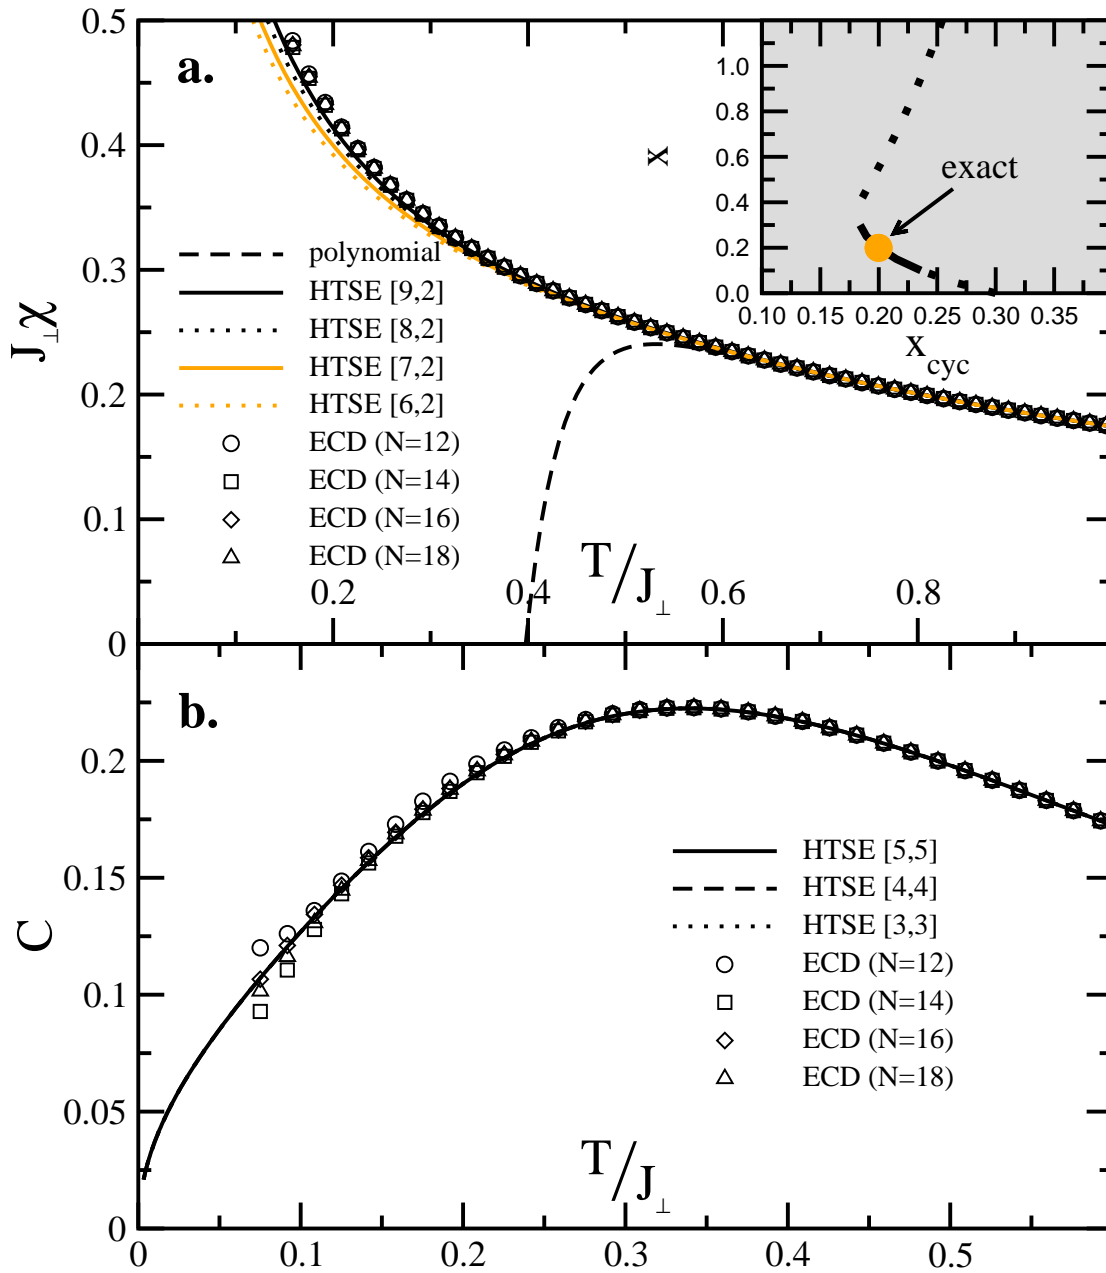 0.5
0.4
0.3
0.2
0.1
0
J⊥χ
a.
polynomial
HTSE [9,2]
HTSE [8,2]
HTSE [7,2]
HTSE [6,2]
ECD (N=12)
ECD (N=14)
ECD (N=16)
ECD (N=18)
1.0
0.8
0.6
0.4
0.2
0.0
x
exact
0.10 0.15 0.20 0.25 0.30 0.35
x_cyc
T/J⊥
0.2 0.4 0.6 0.8
b.
0.2
0.15
0.1
0.05
0
C
HTSE [5,5]
HTSE [4,4]
HTSE [3,3]
ECD (N=12)
ECD (N=14)
ECD (N=16)
ECD (N=18)
T/J⊥
0 0.1 0.2 0.3 0.4 0.5